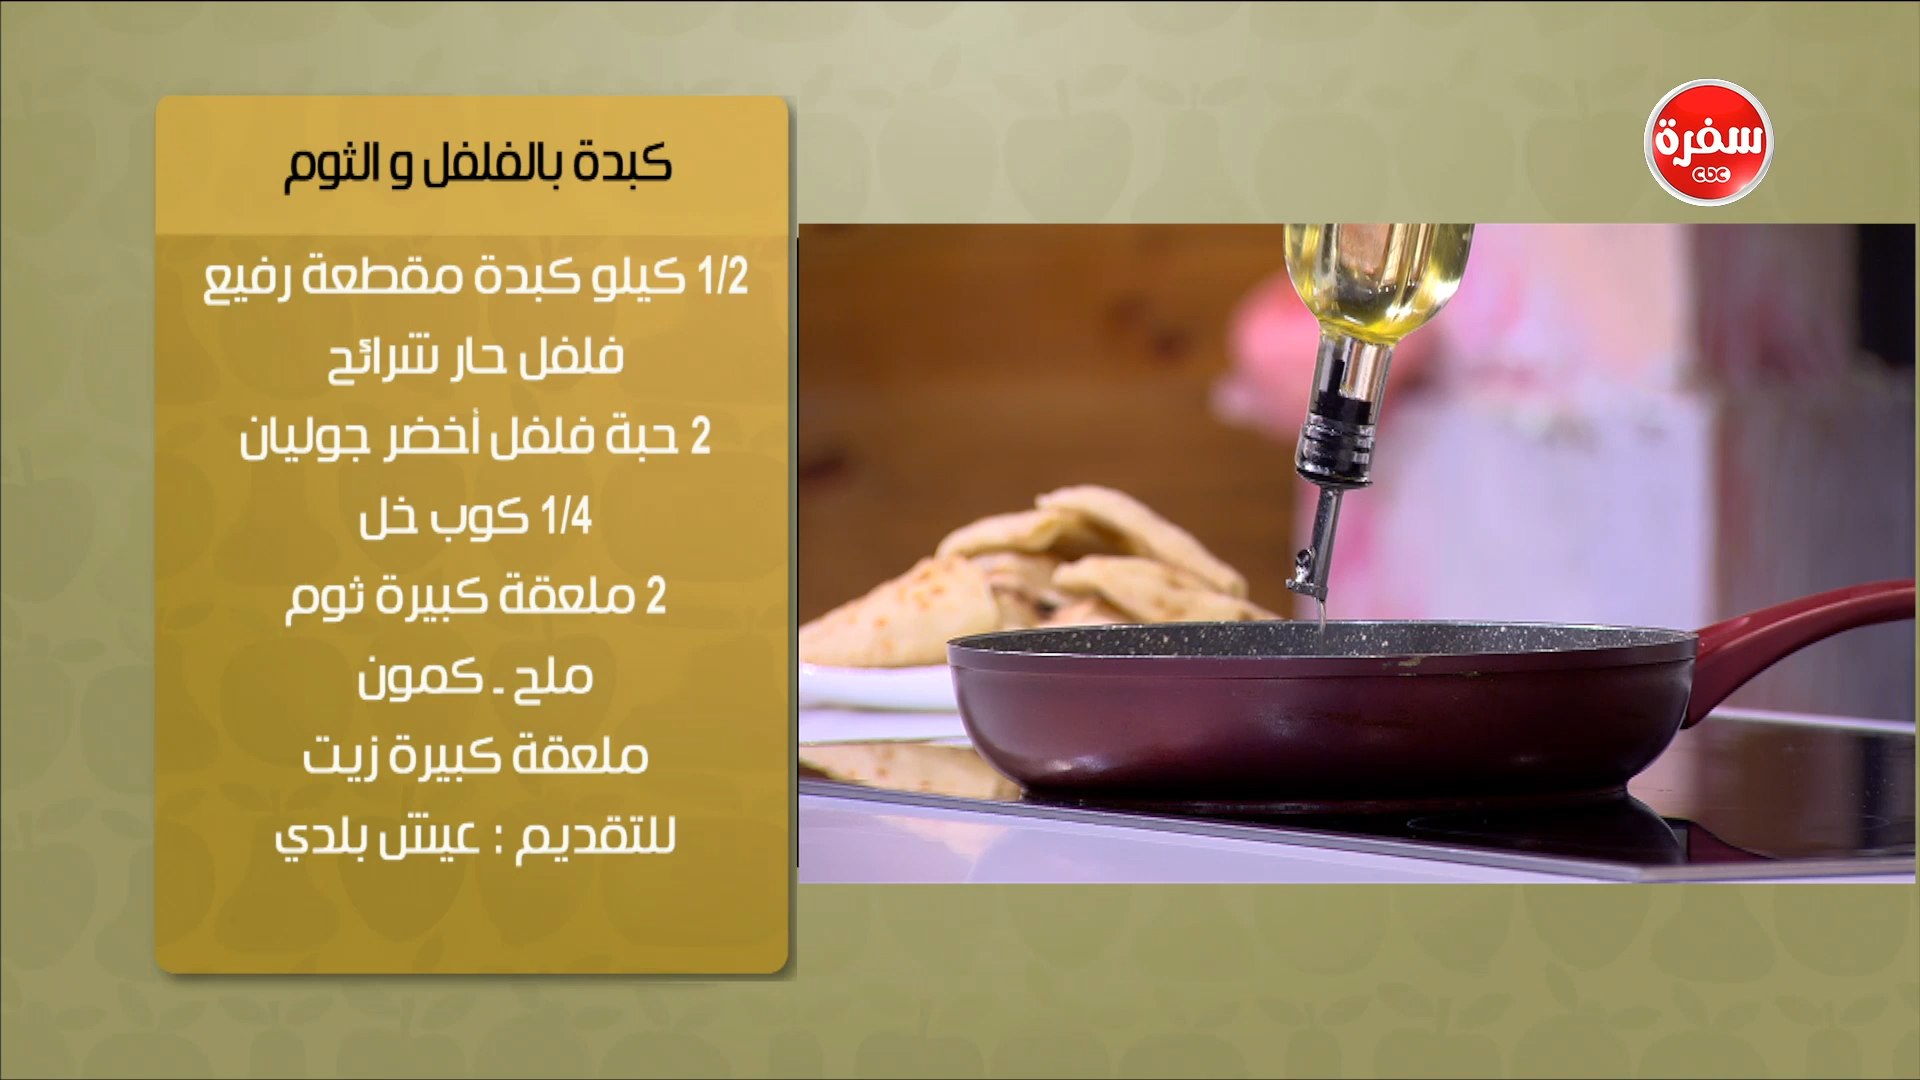 كبدة بالفلفل و الثوم
1/2 كيلو كبدة مقطعة رفيع
فلفل حار شرائح
2 حبة فلفل أخضر جوليان
1/4 كوب خل
2 ملعقة كبيرة ثوم
ملح - كمون
ملعقة كبيرة زيت
للتقديم : عيش بلدي
سفرة
cbc